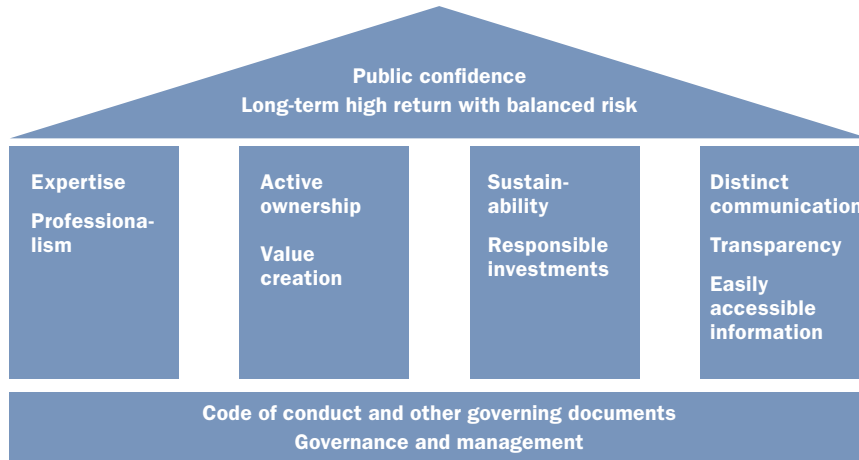 Public confidence
Long-term high return with balanced risk
Expertise
Professiona-
lism
Active
ownership
Value
creation
Sustain-
ability
Responsible
investments
Distinct
communication
Transparency
Easily
accessible
information
Code of conduct and other governing documents
Governance and management